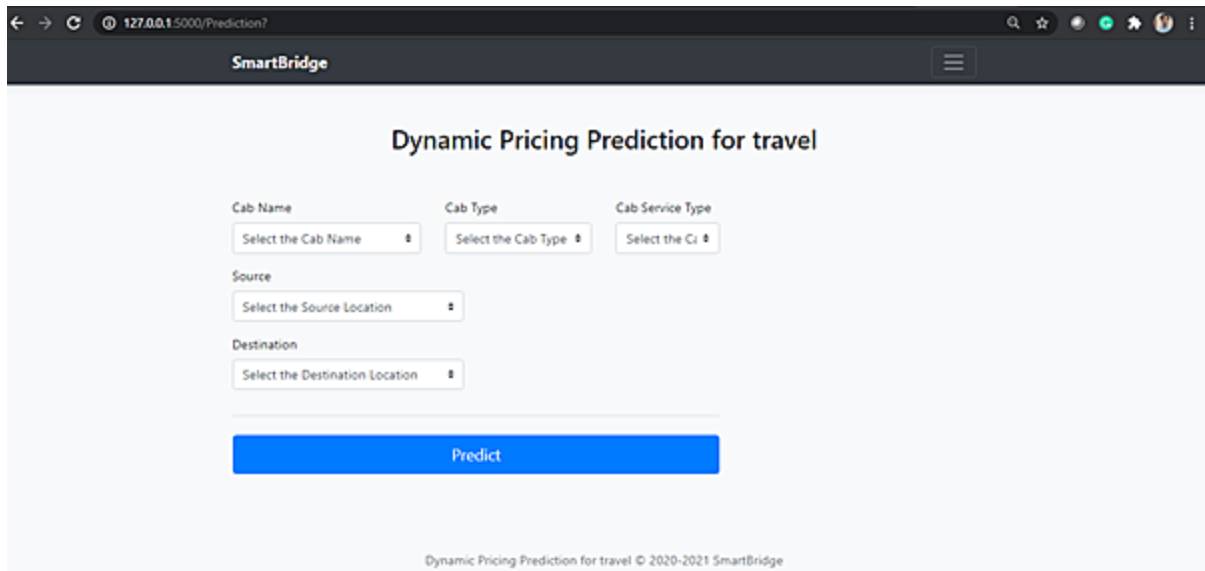 127.0.0.1:5000/Prediction?
SmartBridge
Dynamic Pricing Prediction for travel
Cab Name Cab Type Cab Service Type
Select the Cab Name Select the Cab Type Select the Ca
Source
Select the Source Location
Destination
Select the Destination Location
Predict
Dynamic Pricing Prediction for travel © 2020-2021 SmartBridge